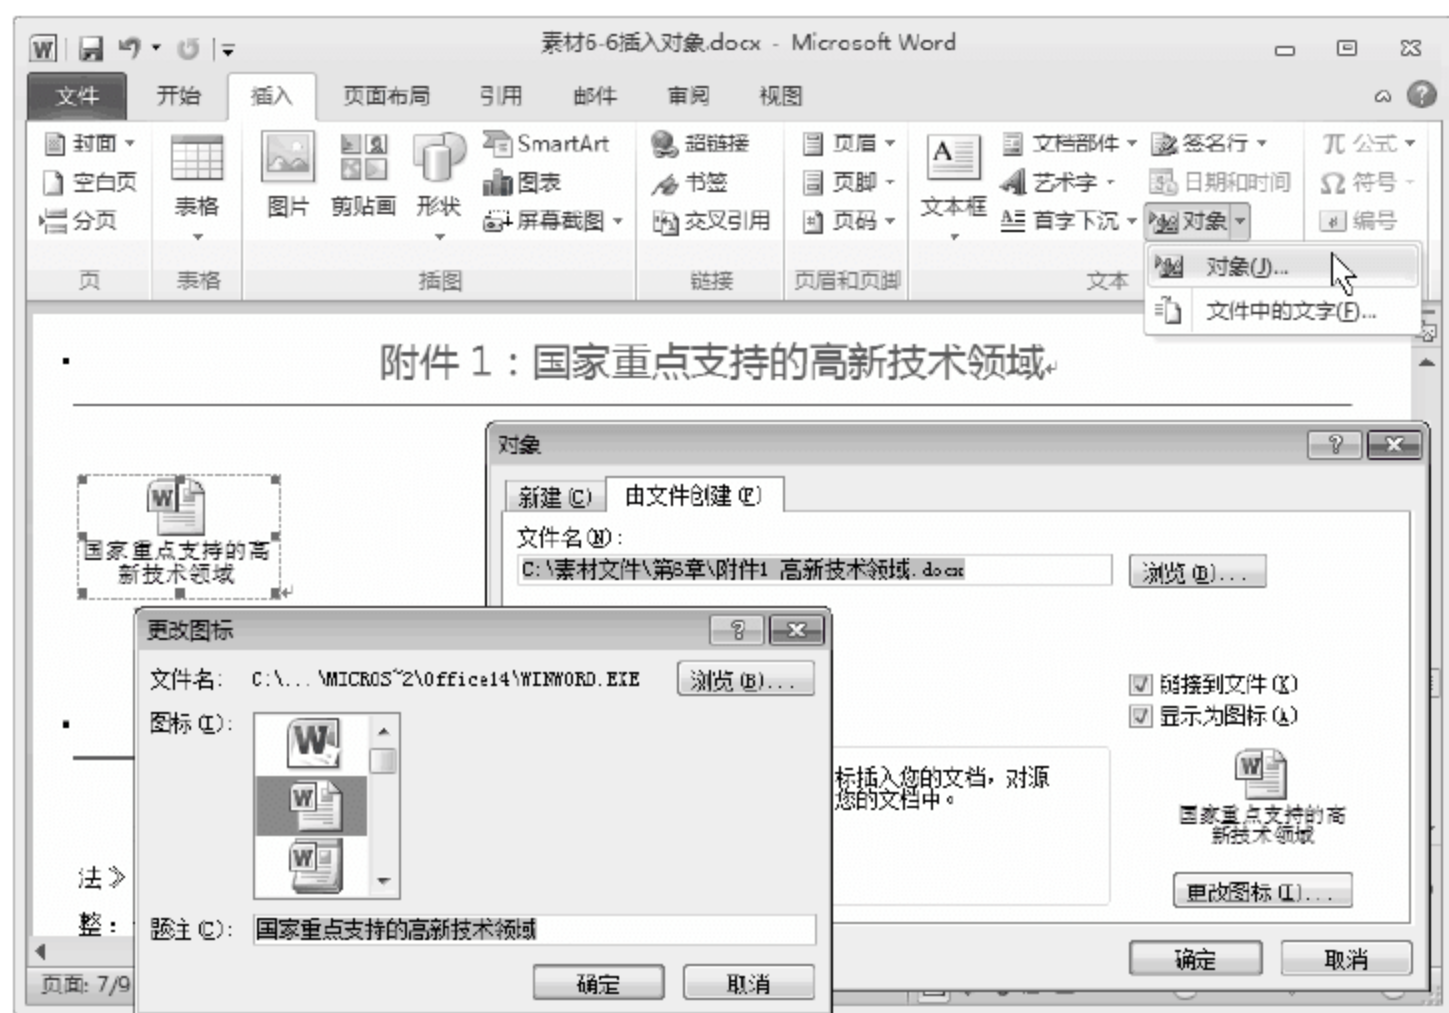 素材6-6插入对象.docx - Microsoft Word
文件 开始 插入 页面布局 引用 邮件 审阅 视图
封面 SmartArt 超链接 页眉 文档部件 签名行 公式
空白页 图表 书签 页脚 艺术字 日期和时间 符号
表格 图片 剪贴画 形状 文本框
分页 屏幕截图 交叉引用 页码 首字下沉 对象 编号
页 表格 插图 链接 页眉和页脚 文本
对象(J)...
文件中的文字(F)...
附件 1：国家重点支持的高新技术领域
国家重点支持的高
新技术领域
对象
新建(C) 由文件创建(F)
文件名(N)：
C:\素材文件\第6章\附件1 高新技术领域.docx 浏览(B)...
链接到文件(K)
显示为图标(A)
标插入您的文档，对源
您的文档中。
国家重点支持的高
新技术领域
更改图标(I)...
确定 取消
更改图标
文件名： C:\...\MICROS~2\Office14\WINWORD.EXE 浏览(B)...
图标(I)：
题主(C)： 国家重点支持的高新技术领域
确定 取消
法》
整：
页面: 7/9